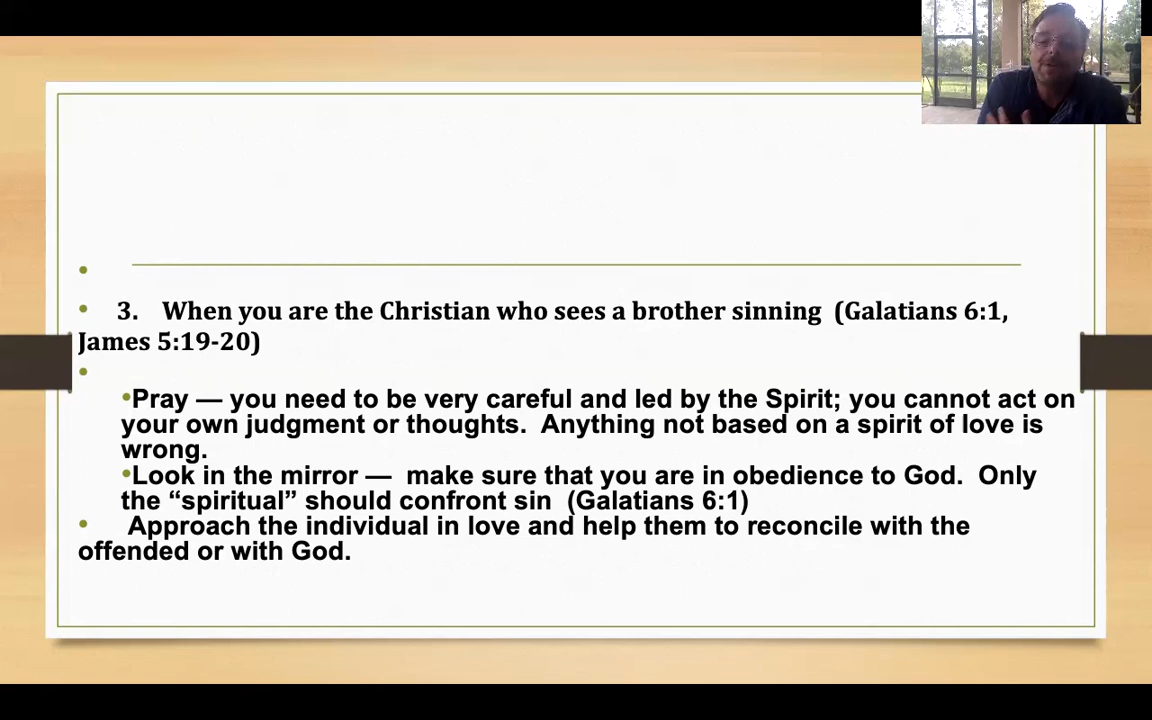 • 
• 3. When you are the Christian who sees a brother sinning (Galatians 6:1,
James 5:19-20)
• 
•Pray — you need to be very careful and led by the Spirit; you cannot act on
your own judgment or thoughts. Anything not based on a spirit of love is
wrong.
•Look in the mirror — make sure that you are in obedience to God. Only
the “spiritual” should confront sin (Galatians 6:1)
• Approach the individual in love and help them to reconcile with the
offended or with God.